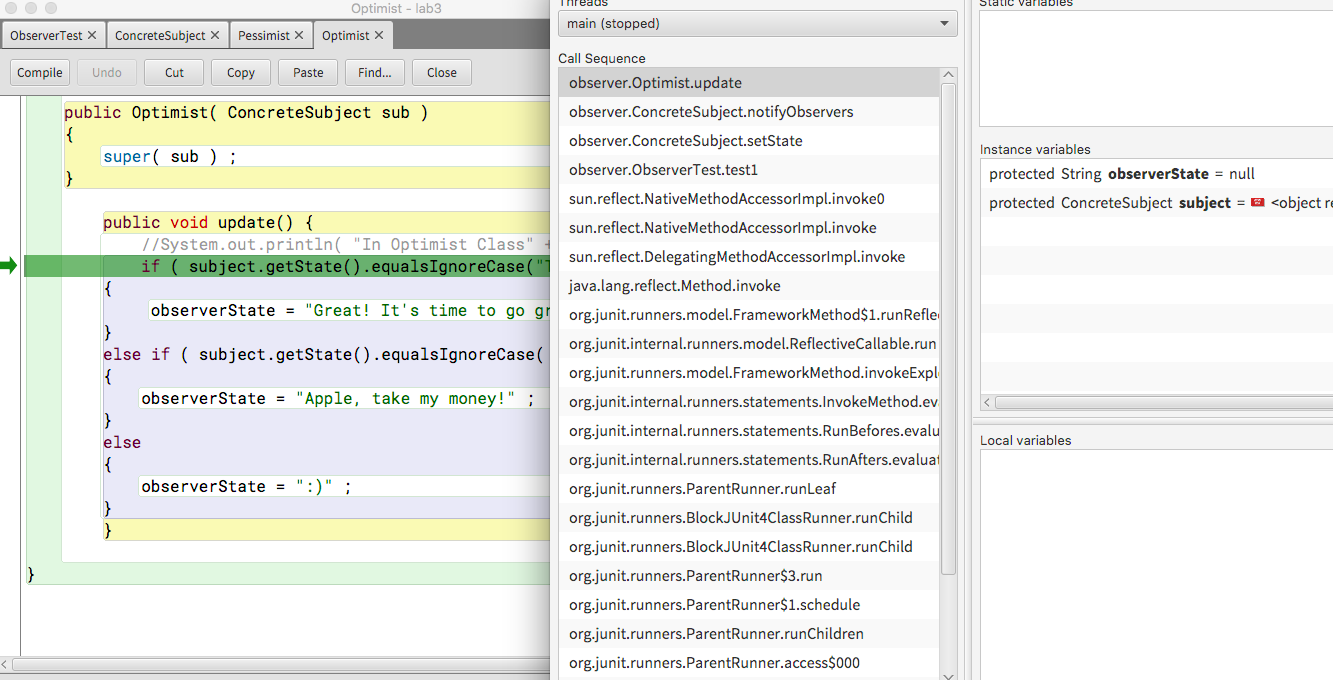 Optimist - lab3
ObserverTest
ConcreteSubject
Pessimist
Optimist
Compile
Undo
Cut
Copy
Paste
Find...
Close
public Optimist( ConcreteSubject sub )
{
super( sub ) ;
}
public void update() {
//System.out.println( "In Optimist Class" +
if ( subject.getState().equalsIgnoreCase("T
{
observerState = "Great! It's time to go gr
}
else if ( subject.getState().equalsIgnoreCase(
{
observerState = "Apple, take my money!" ;
}
else
{
observerState = ":)" ;
}
}
}
Threads
main (stopped)
Call Sequence
observer.Optimist.update
observer.ConcreteSubject.notifyObservers
observer.ConcreteSubject.setState
observer.ObserverTest.test1
sun.reflect.NativeMethodAccessorImpl.invoke0
sun.reflect.NativeMethodAccessorImpl.invoke
sun.reflect.DelegatingMethodAccessorImpl.invoke
java.lang.reflect.Method.invoke
org.junit.runners.model.FrameworkMethod$1.runRefle
org.junit.internal.runners.model.ReflectiveCallable.run
org.junit.runners.model.FrameworkMethod.invokeExpl
org.junit.internal.runners.statements.InvokeMethod.eva
org.junit.internal.runners.statements.RunBefores.evalu
org.junit.internal.runners.statements.RunAfters.evaluat
org.junit.runners.ParentRunner.runLeaf
org.junit.runners.BlockJUnit4ClassRunner.runChild
org.junit.runners.BlockJUnit4ClassRunner.runChild
org.junit.runners.ParentRunner$3.run
org.junit.runners.ParentRunner$1.schedule
org.junit.runners.ParentRunner.runChildren
org.junit.runners.ParentRunner.access$000
Static variables
Instance variables
protected String observerState = null
protected ConcreteSubject subject = <object re
Local variables